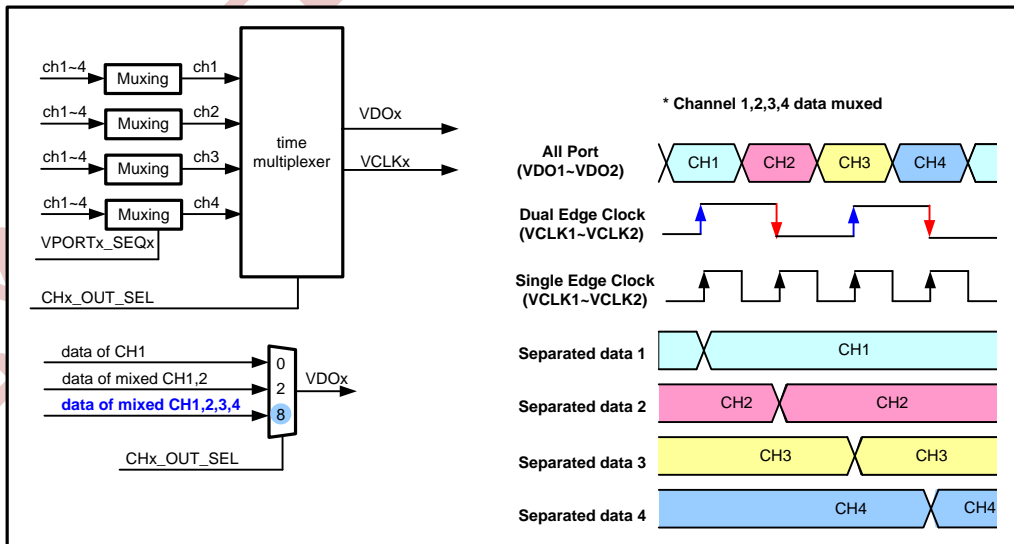 ch1~4
Muxing
ch1
ch1~4
Muxing
ch2
ch1~4
Muxing
ch3
ch1~4
Muxing
ch4
VPORTx_SEQx
CHx_OUT_SEL
time
multiplexer
VDOx
VCLKx
data of CH1
0
data of mixed CH1,2
2
data of mixed CH1,2,3,4
8
VDOx
CHx_OUT_SEL
* Channel 1,2,3,4 data muxed
All Port
(VDO1~VDO2)
CH1
CH2
CH3
CH4
Dual Edge Clock
(VCLK1~VCLK2)
Single Edge Clock
(VCLK1~VCLK2)
Separated data 1
CH1
Separated data 2
CH2
CH2
Separated data 3
CH3
CH3
Separated data 4
CH4
CH4